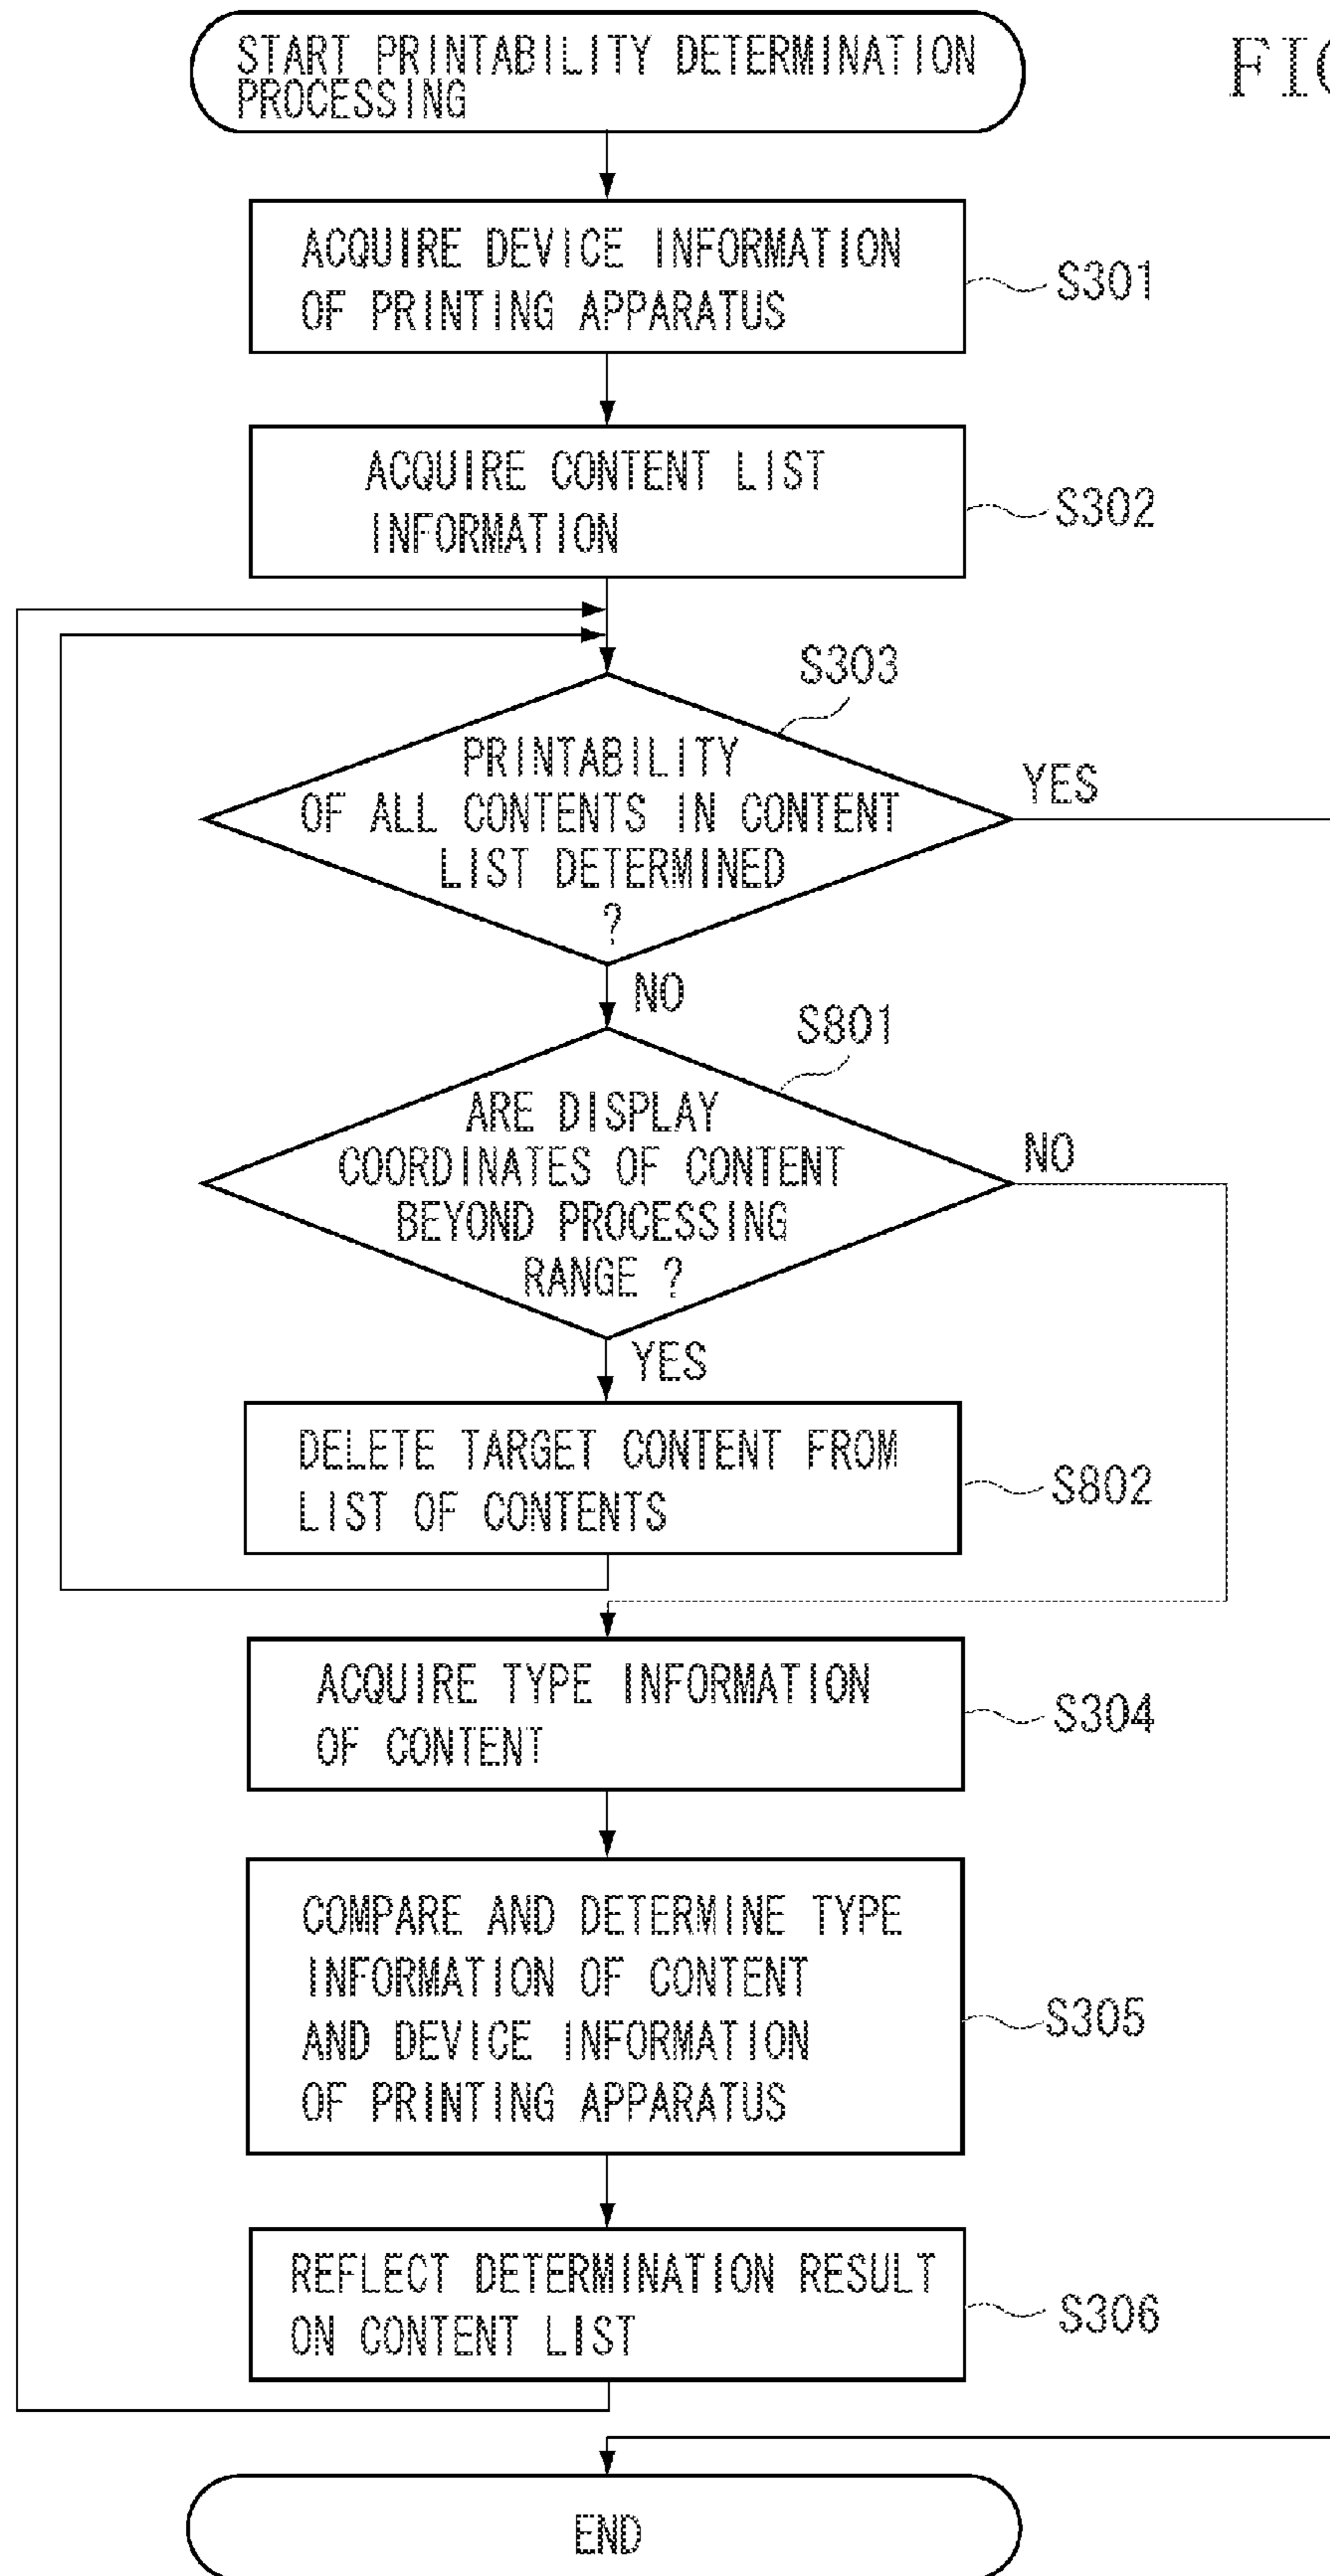 START PRINTABILITY DETERMINATION
PROCESSING
FIG
ACQUIRE DEVICE INFORMATION
OF PRINTING APPARATUS
S301
ACQUIRE CONTENT LIST
INFORMATION
S302
S303
PRINTABILITY
OF ALL CONTENTS IN CONTENT
LIST DETERMINED
?
YES
NO
S801
ARE DISPLAY
COORDINATES OF CONTENT
BEYOND PROCESSING
RANGE ?
NO
YES
DELETE TARGET CONTENT FROM
LIST OF CONTENTS
S802
ACQUIRE TYPE INFORMATION
OF CONTENT
S304
COMPARE AND DETERMINE TYPE
INFORMATION OF CONTENT
AND DEVICE INFORMATION
OF PRINTING APPARATUS
S305
REFLECT DETERMINATION RESULT
ON CONTENT LIST
S306
END